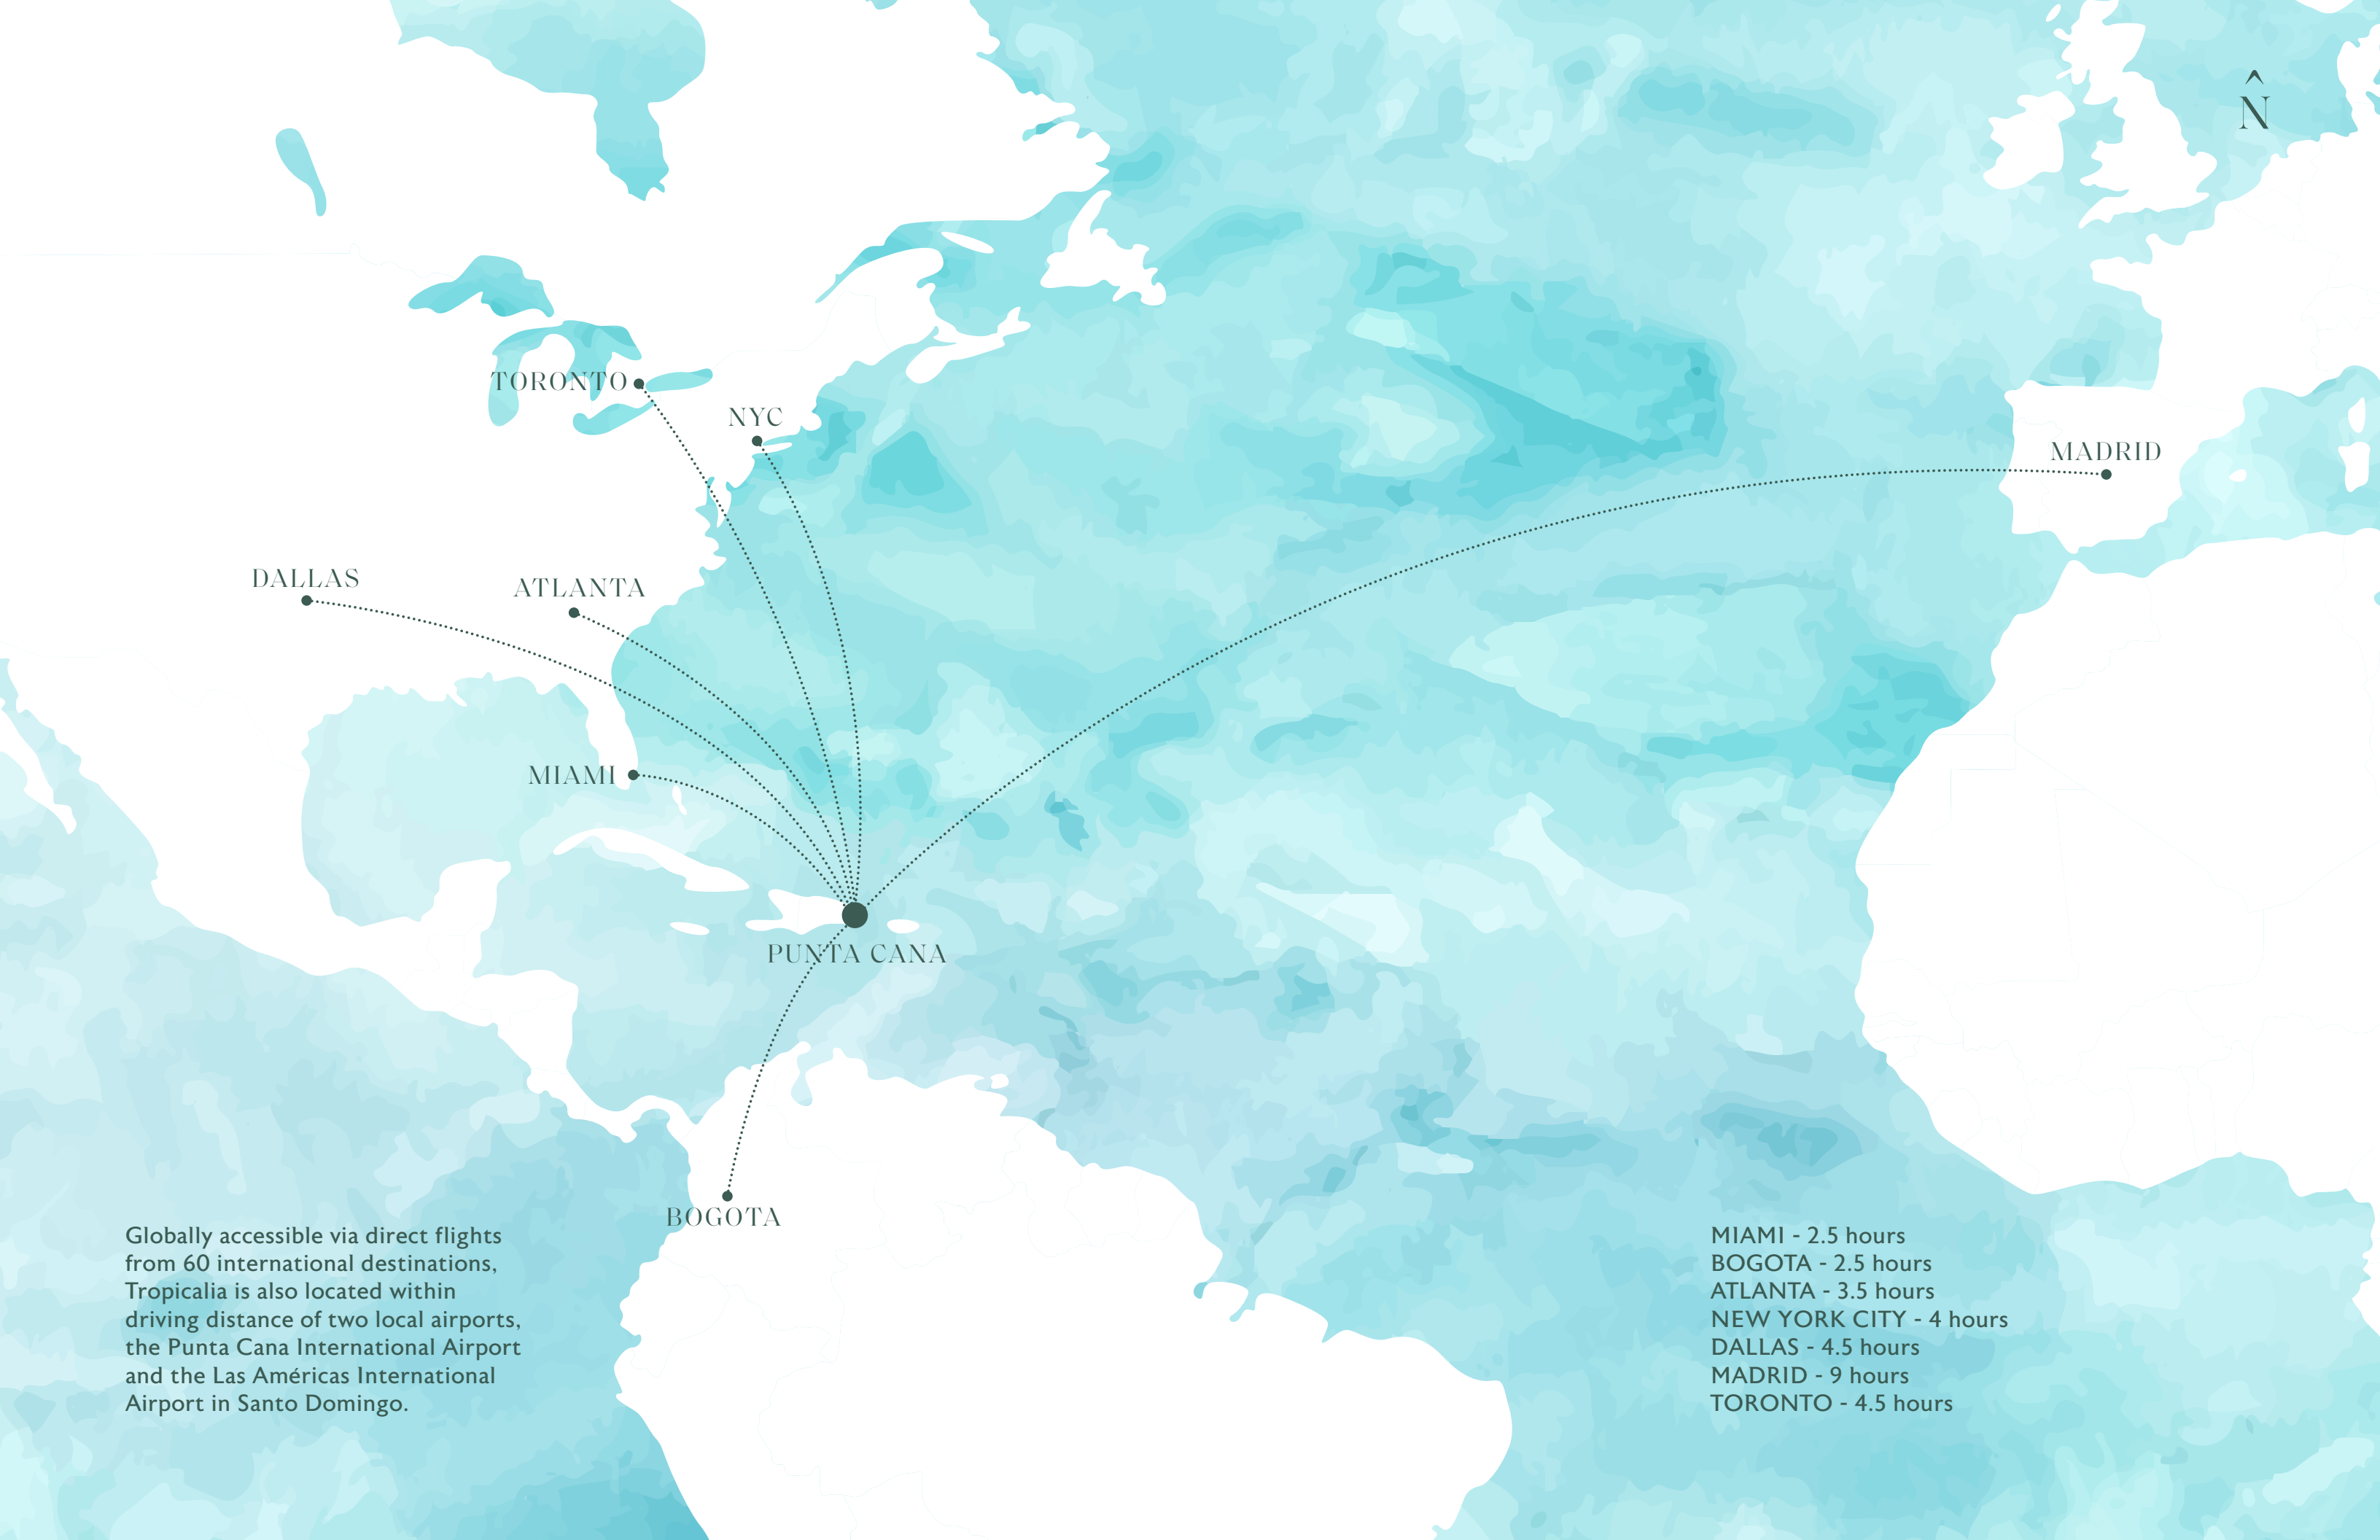 N
TORONTO
NYC
MADRID
DALLAS
ATLANTA
MIAMI
PUNTA CANA
BOGOTA
Globally accessible via direct flights
from 60 international destinations,
Tropicalia is also located within
driving distance of two local airports,
the Punta Cana International Airport
and the Las Américas International
Airport in Santo Domingo.
MIAMI - 2.5 hours
BOGOTA - 2.5 hours
ATLANTA - 3.5 hours
NEW YORK CITY - 4 hours
DALLAS - 4.5 hours
MADRID - 9 hours
TORONTO - 4.5 hours